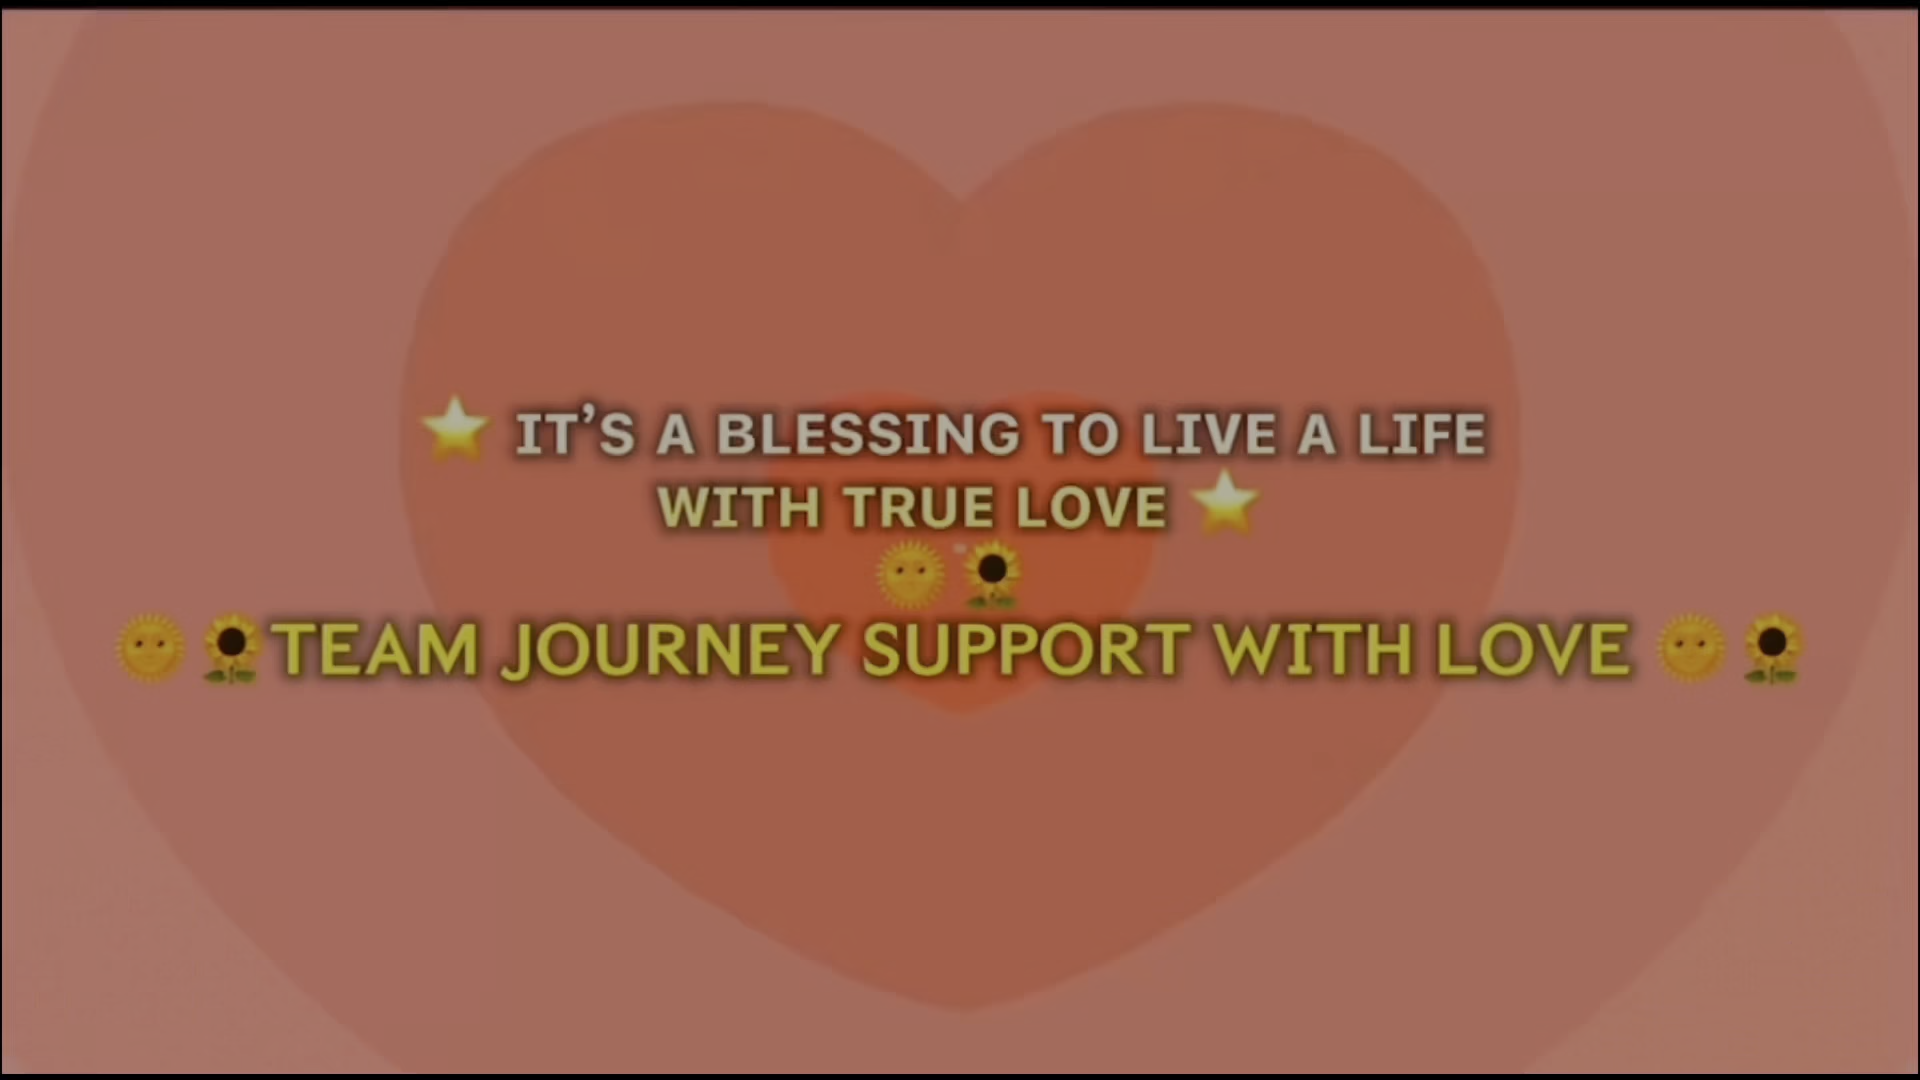 ⭐ IT'S A BLESSING TO LIVE A LIFE
WITH TRUE LOVE ⭐
🌞 🌻
🌞 🌻TEAM JOURNEY SUPPORT WITH LOVE 🌞 🌻